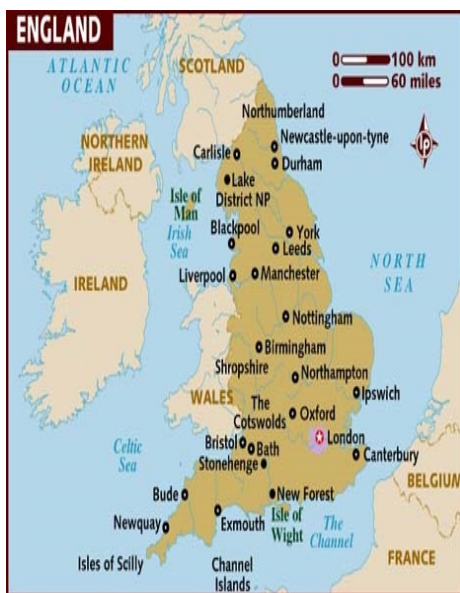 ENGLAND
ATLANTIC
OCEAN
SCOTLAND
0 100 km
0 60 miles
Northumberland
Newcastle-upon-tyne
NORTHERN
IRELAND
Carlisle
Durham
lp
Lake
District NP
Isle of
Man
Irish
Sea
Blackpool
York
Leeds
IRELAND
Liverpool
Manchester
NORTH
SEA
Nottingham
Birmingham
Shropshire
Northampton
WALES
Ipswich
The
Cotswolds
Oxford
London
Celtic
Sea
Bristol
Bath
Canterbury
Stonehenge
BELGIUM
Bude
New Forest
Newquay
Exmouth
Isle of
Wight
The
Channel
Isles of Scilly
Channel
Islands
FRANCE